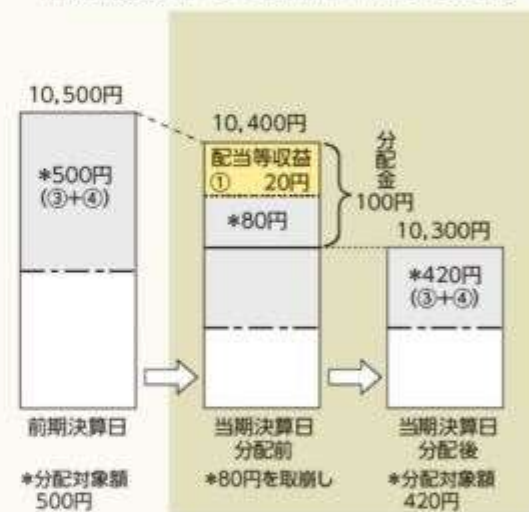 10,500円
*500円
(③+④)
10,400円
配当等収益
① 20円
*80円
分配金
100円
10,300円
*420円
(③+④)
前期決算日
当期決算日
分配前
当期決算日
分配後
*分配対象額
500円
*80円を取崩し
*分配対象額
420円